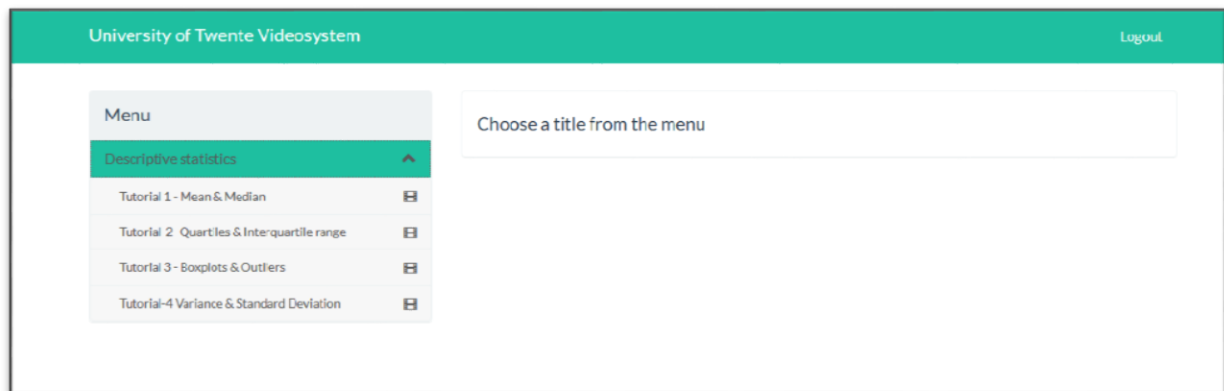 University of Twente Videosystem
Logout
Menu
Choose a title from the menu
Descriptive statistics
Tutorial 1 - Mean & Median
Tutorial 2 Quartiles & Interquartile range
Tutorial 3 - Boxplots & Outliers
Tutorial-4 Variance & Standard Deviation